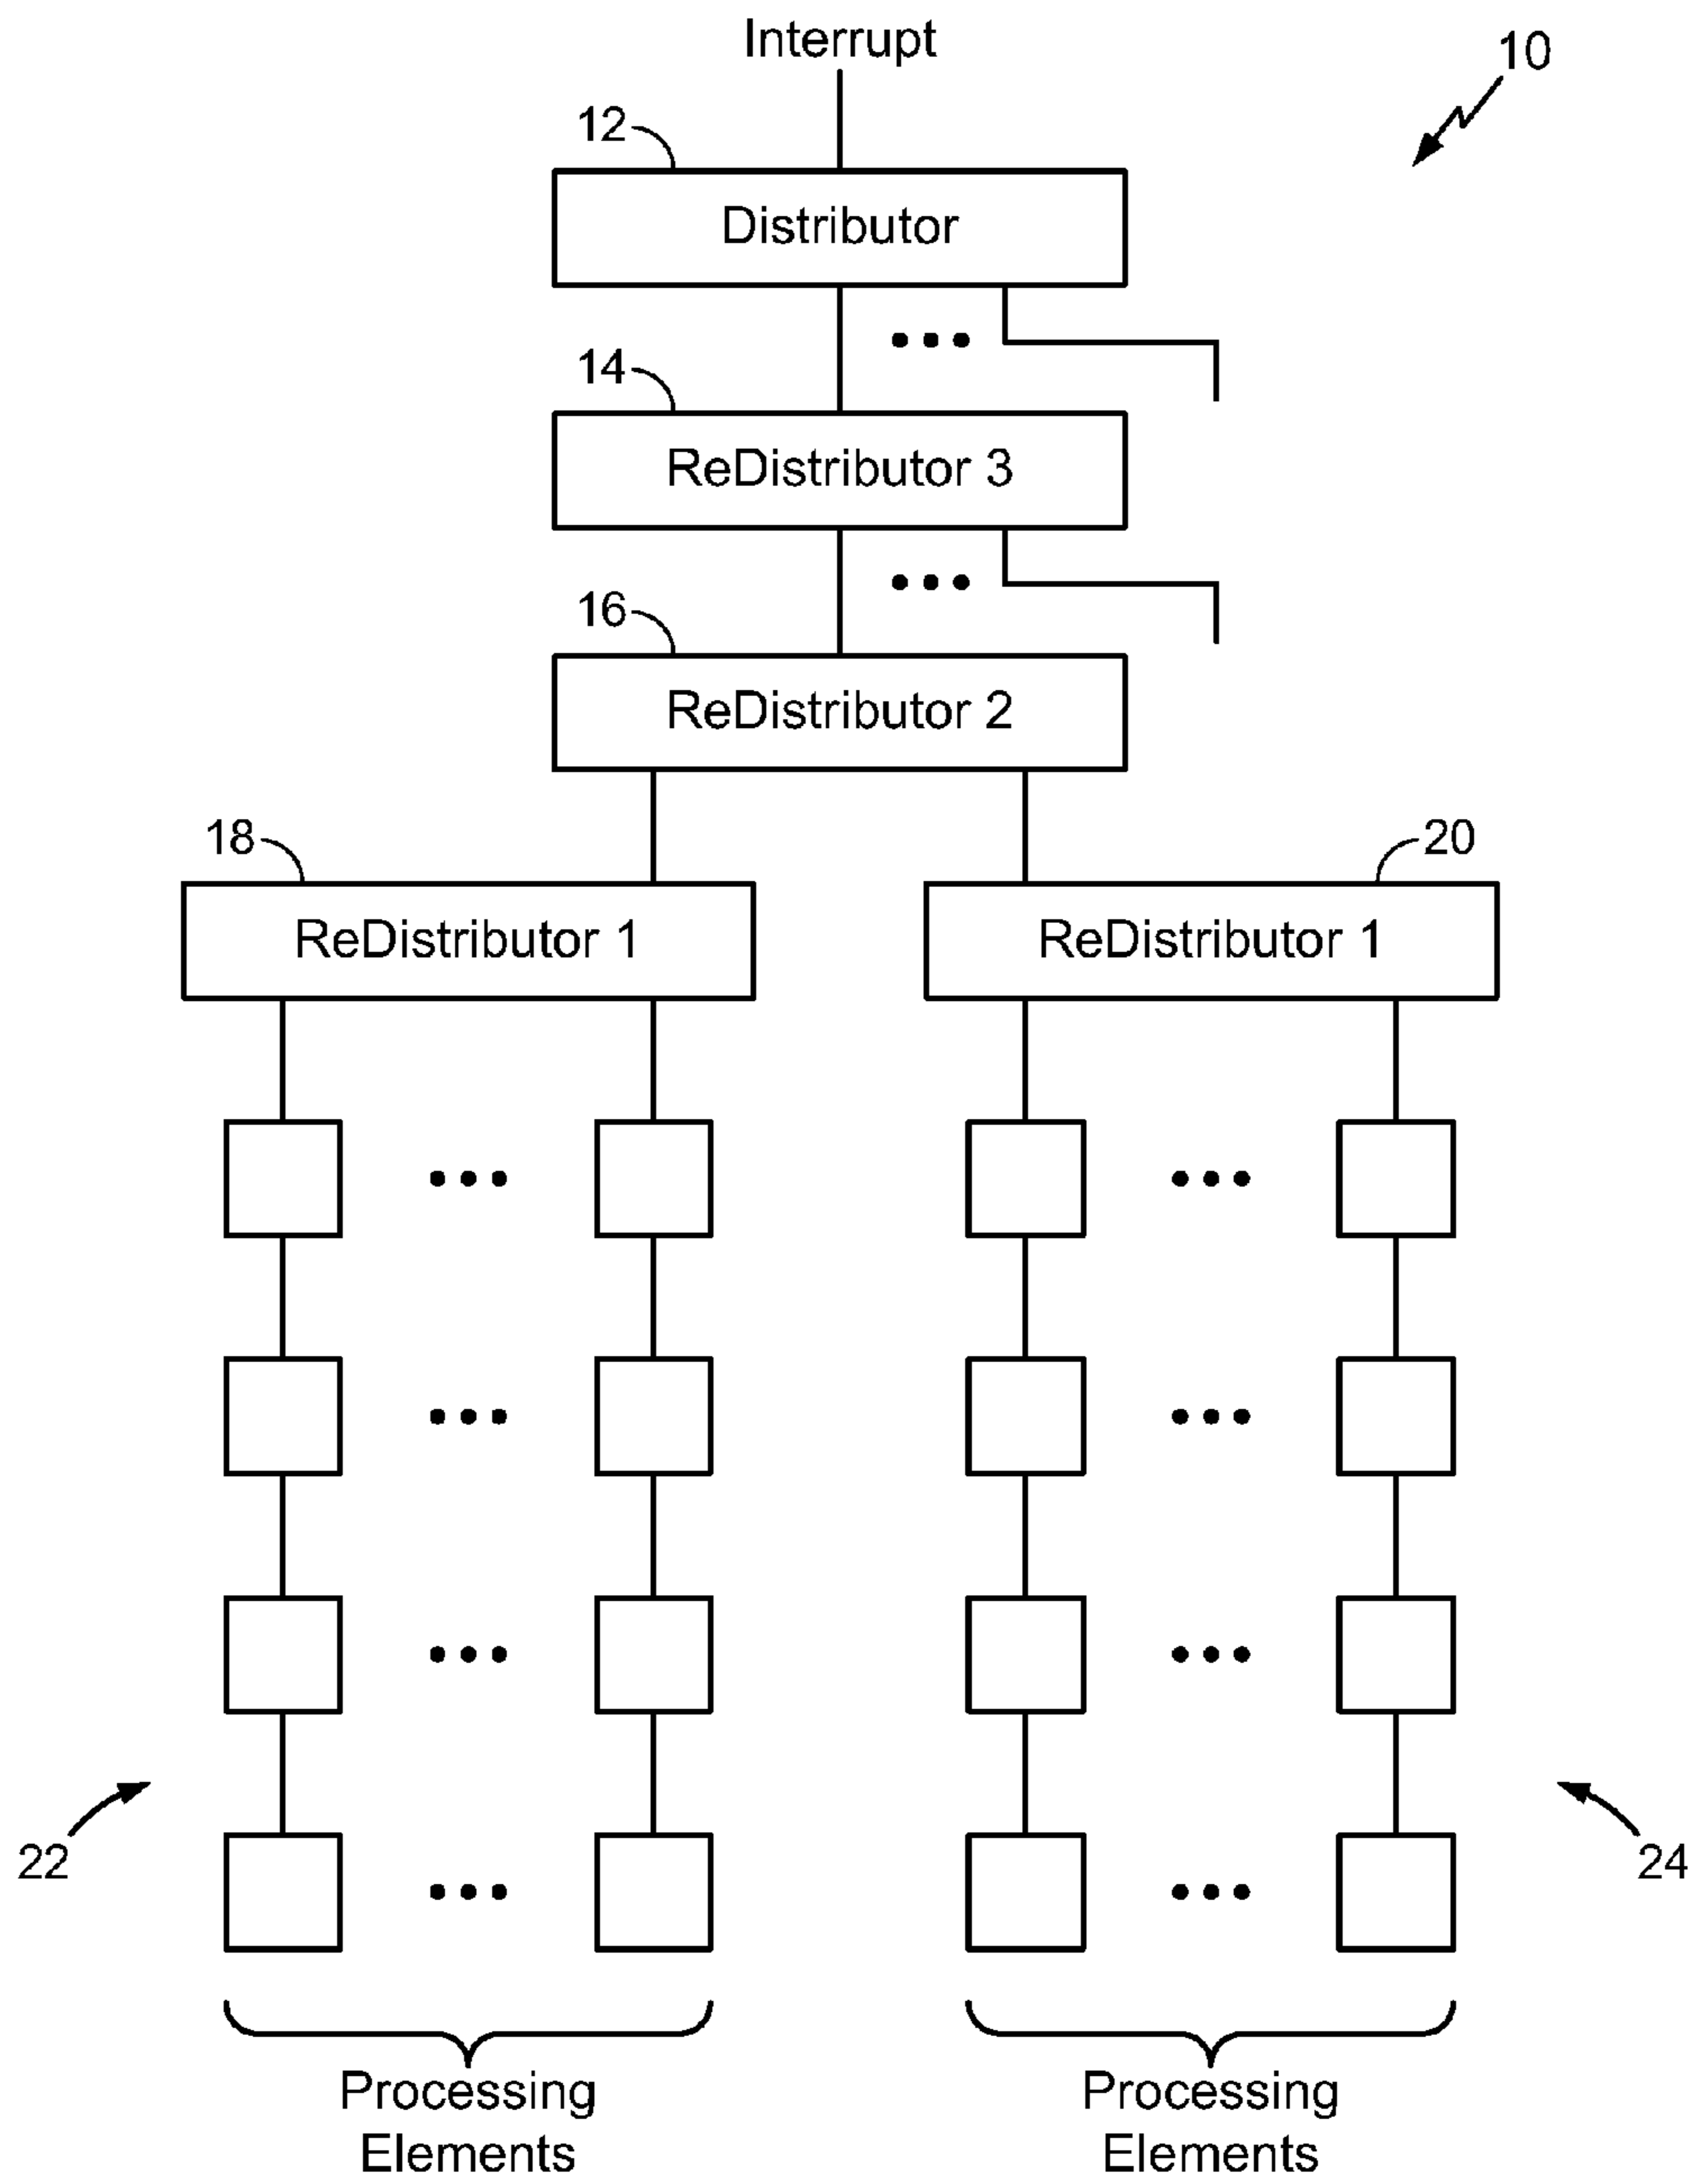 Interrupt
10
12
Distributor
14
ReDistributor 3
16
ReDistributor 2
18
20
ReDistributor 1
ReDistributor 1
22
24
Processing
Elements
Processing
Elements